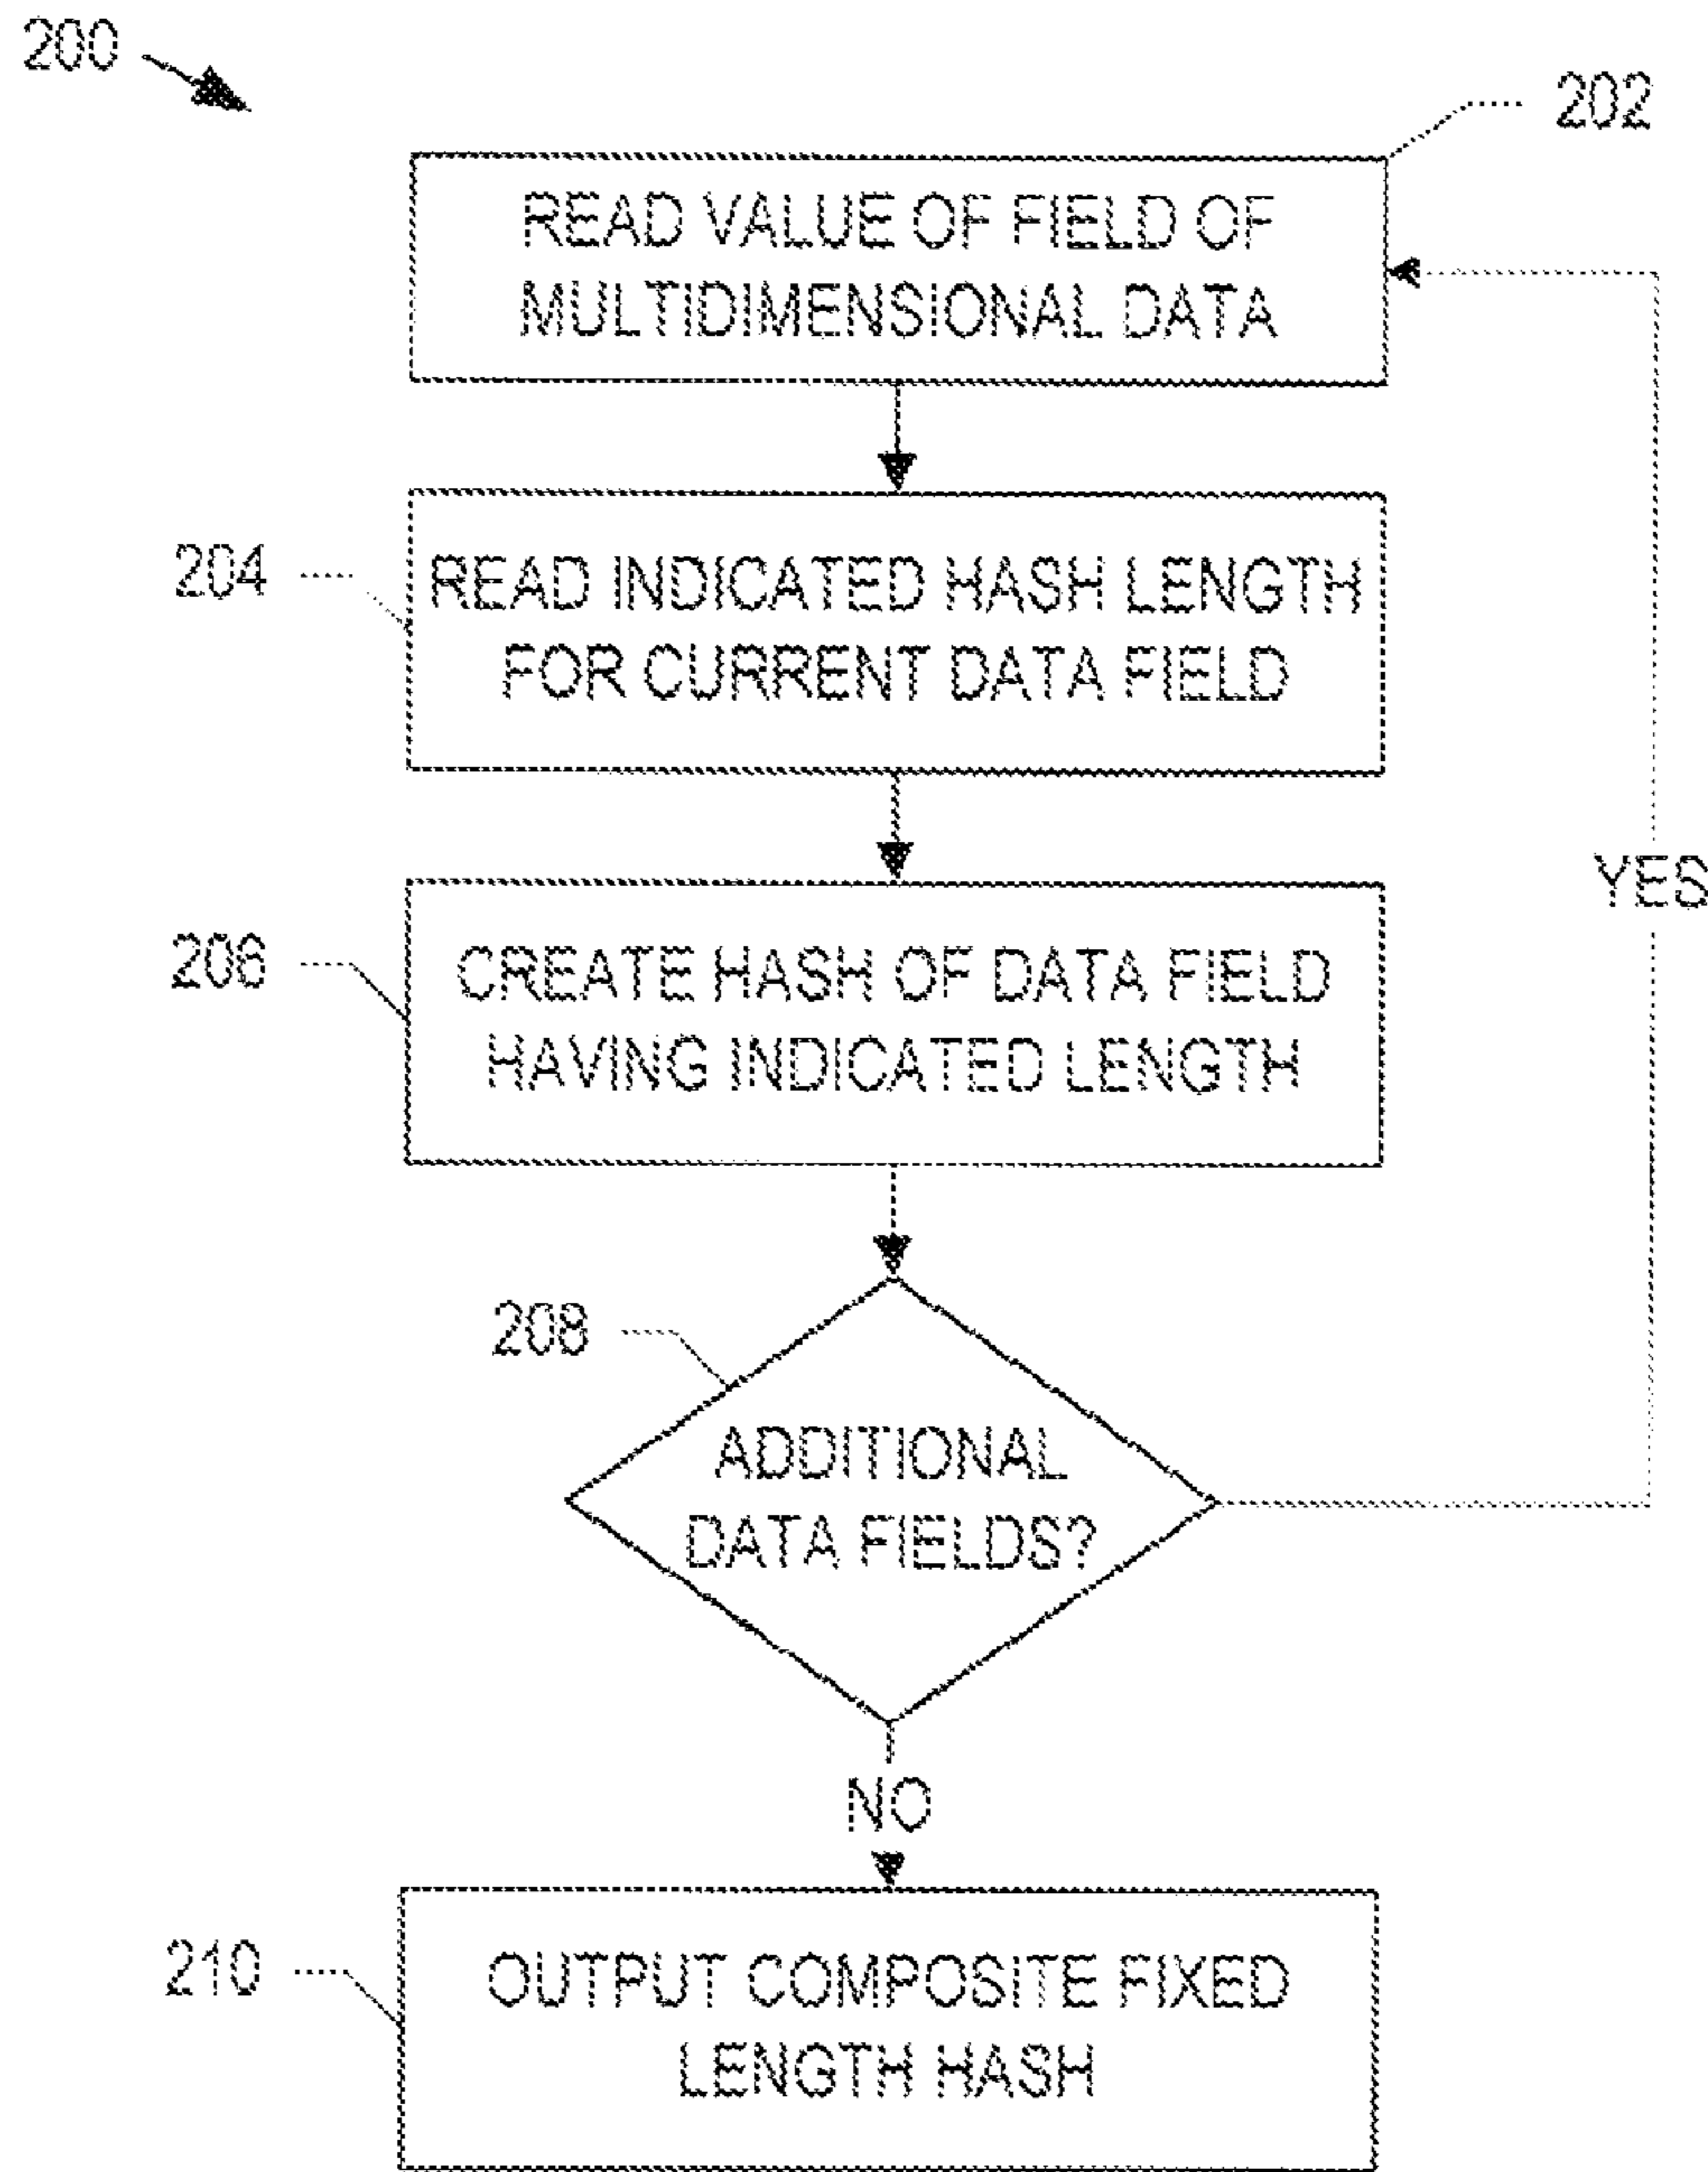 200
202
READ VALUE OF FIELD OF
MULTIDIMENSIONAL DATA
204
READ INDICATED HASH LENGTH
FOR CURRENT DATA FIELD
YES
206
CREATE HASH OF DATA FIELD
HAVING INDICATED LENGTH
208
ADDITIONAL
DATA FIELDS?
NO
210
OUTPUT COMPOSITE FIXED
LENGTH HASH